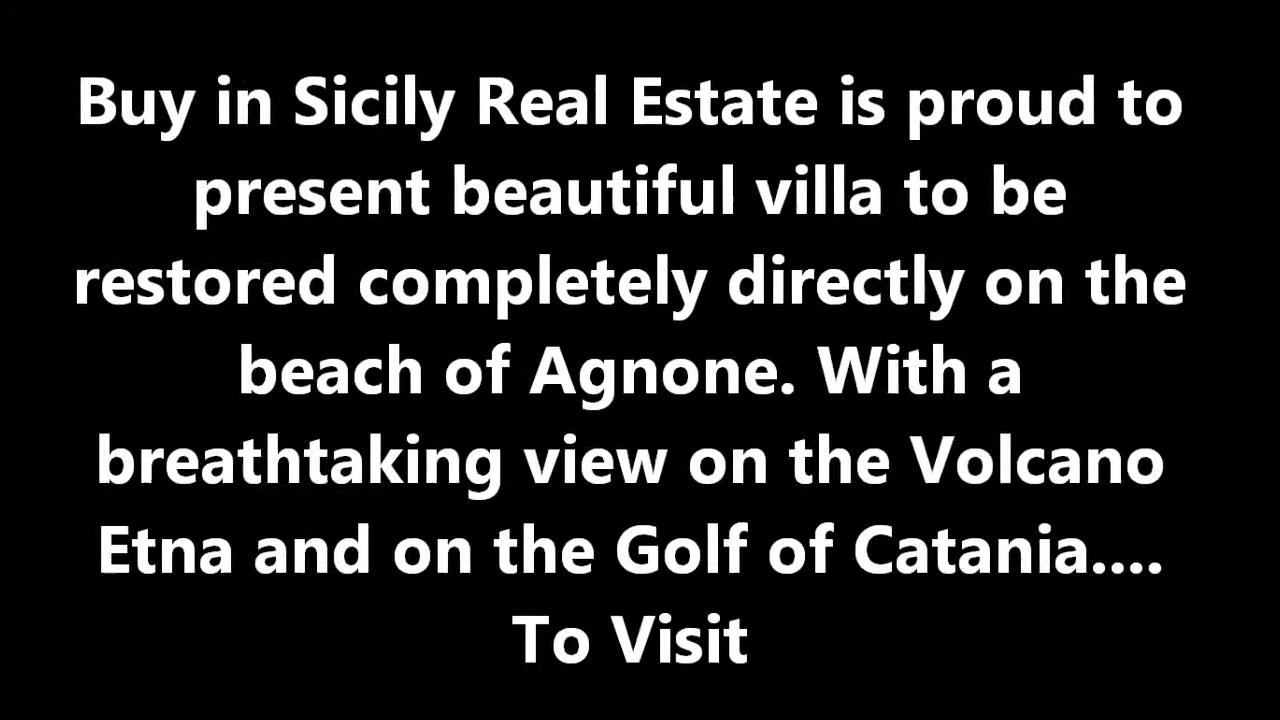 Buy in Sicily Real Estate is proud to
present beautiful villa to be
restored completely directly on the
beach of Agnone. With a
breathtaking view on the Volcano
Etna and on the Golf of Catania....
To Visit